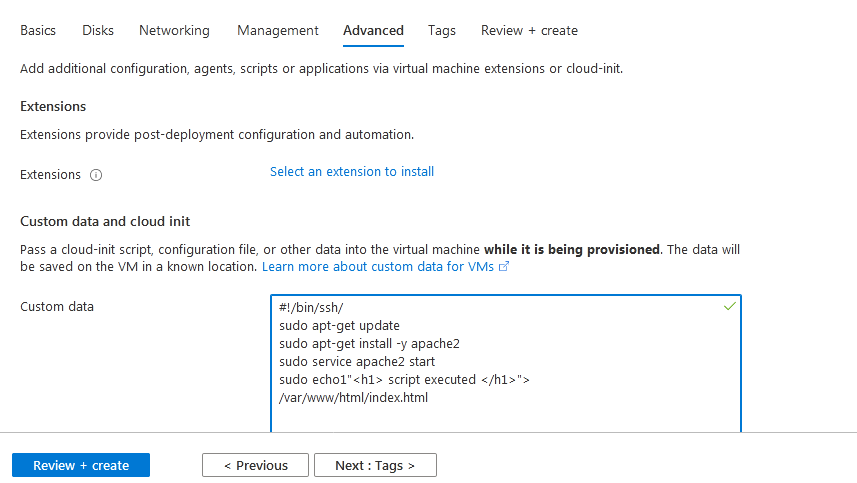 Basics Disks Networking Management Advanced Tags Review + create
Add additional configuration, agents, scripts or applications via virtual machine extensions or cloud-init.
Extensions
Extensions provide post-deployment configuration and automation.
Extensions Select an extension to install
Custom data and cloud init
Pass a cloud-init script, configuration file, or other data into the virtual machine while it is being provisioned. The data will
be saved on the VM in a known location. Learn more about custom data for VMs
Custom data
#!/bin/ssh/
sudo apt-get update
sudo apt-get install -y apache2
sudo service apache2 start
sudo echo1"<h1> script executed </h1>">
/var/www/html/index.html
Review + create < Previous Next : Tags >